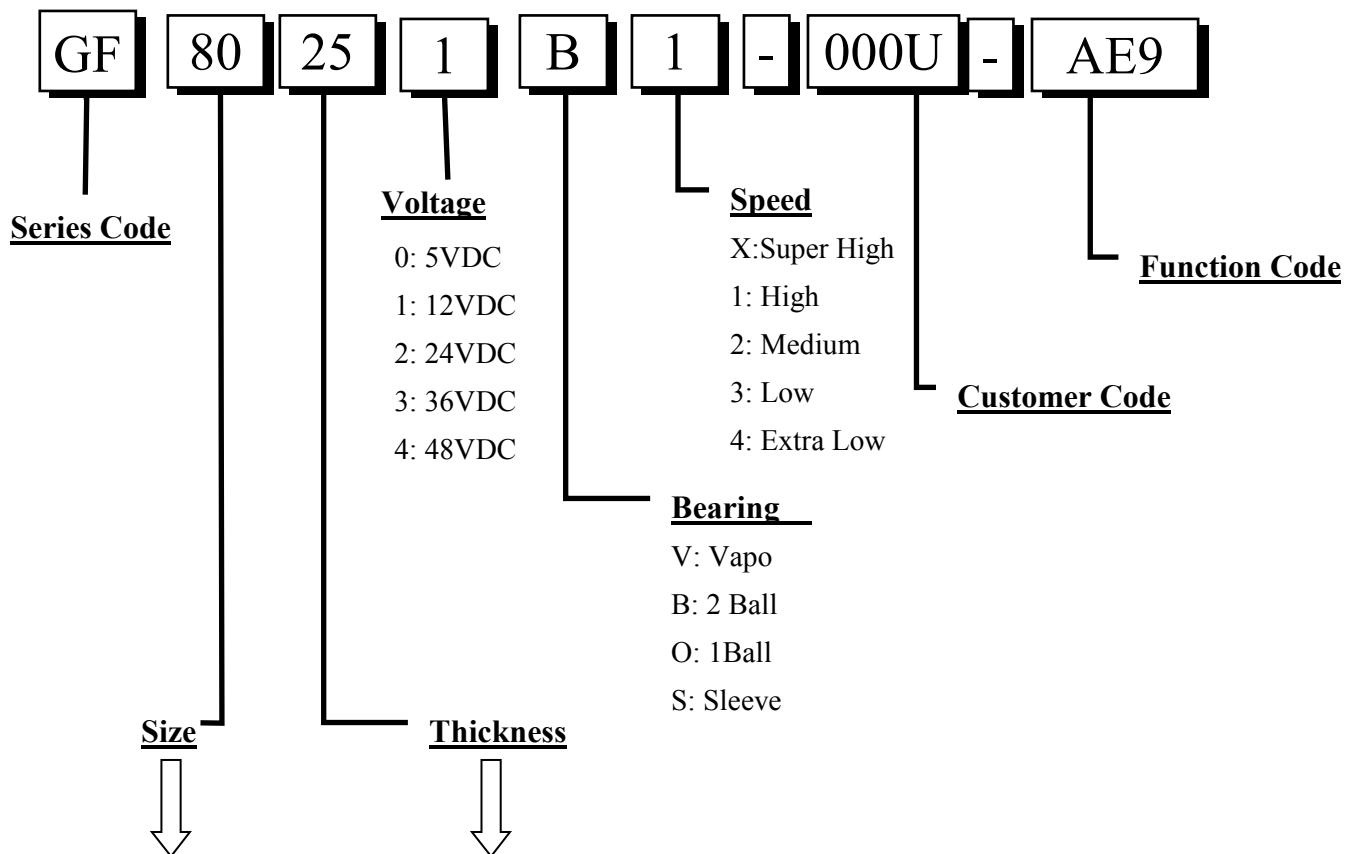 GF 80 25 1 B 1 - 000U - AE9
Series Code
Voltage
0: 5VDC
1: 12VDC
2: 24VDC
3: 36VDC
4: 48VDC
Speed
X:Super High
1: High
2: Medium
3: Low
4: Extra Low
Function Code
Customer Code
Bearing
V: Vapo
B: 2 Ball
O: 1Ball
S: Sleeve
Size
Thickness